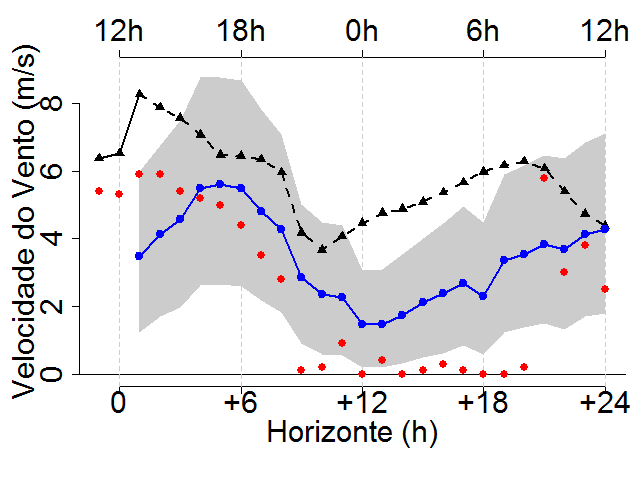 12h 18h 0h 6h 12h
Velocidade do Vento (m/s)
8
6
4
2
0
0 +6 +12 +18 +24
Horizonte (h)